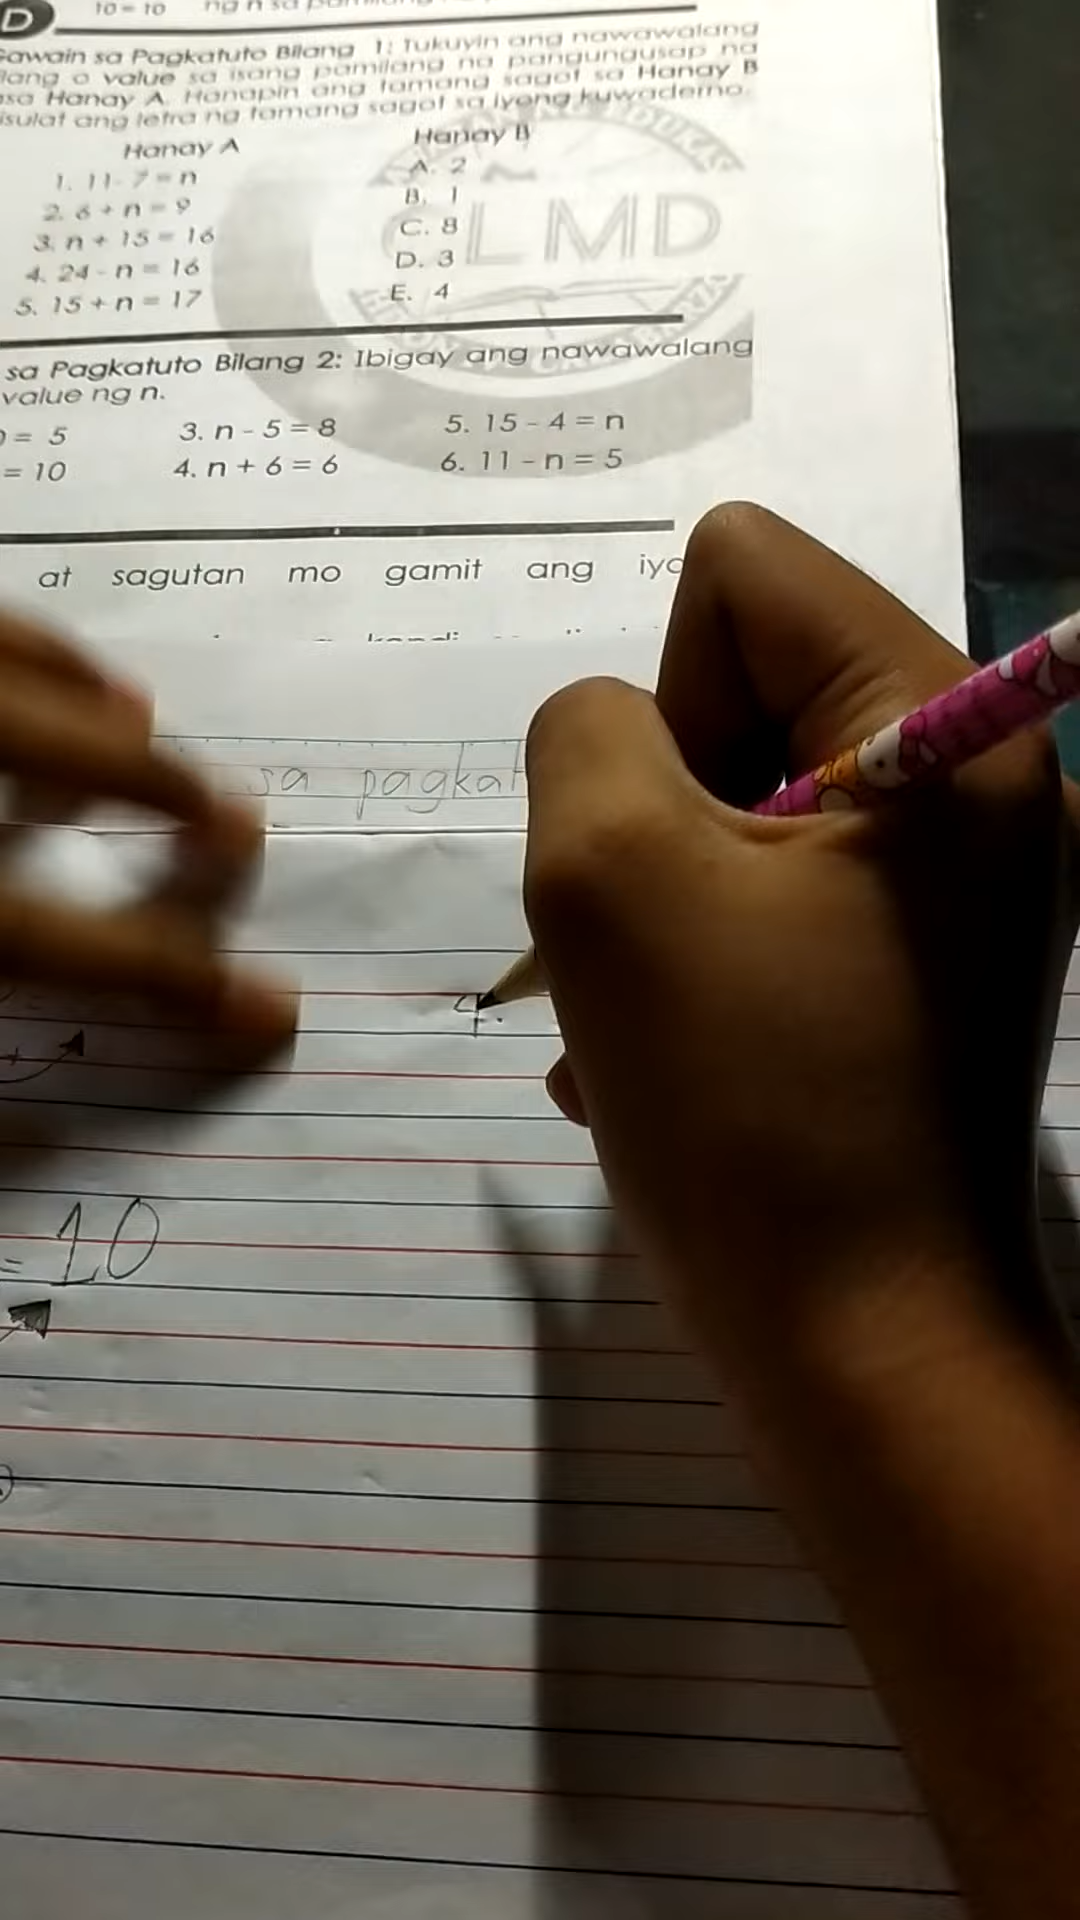 D
10 = 10 ng n sa
Gawain sa Pagkatuto Bilang 1: Tukuyin ang nawawalang
o value sa isang pamilang na pangungusap na
sa Hanay A. Hanapin ang tamang sagot sa Hanay B
isulat ang letra ng tamang sagot sa iyong kuwaderno.
Hanay A Hanay B
1. 11- 7 = n A. 2
2. 6 + n = 9 B. 1
3. n + 15 = 16 C. 8
4. 24 - n = 16 D. 3
5. 15 + n = 17 E. 4
LMD
sa Pagkatuto Bilang 2: Ibigay ang nawawalang
value ng n.
= 5 3. n - 5 = 8 5. 15 - 4 = n
= 10 4. n + 6 = 6 6. 11 - n = 5
at sagutan mo gamit ang
sa pagkat
4.
= 10